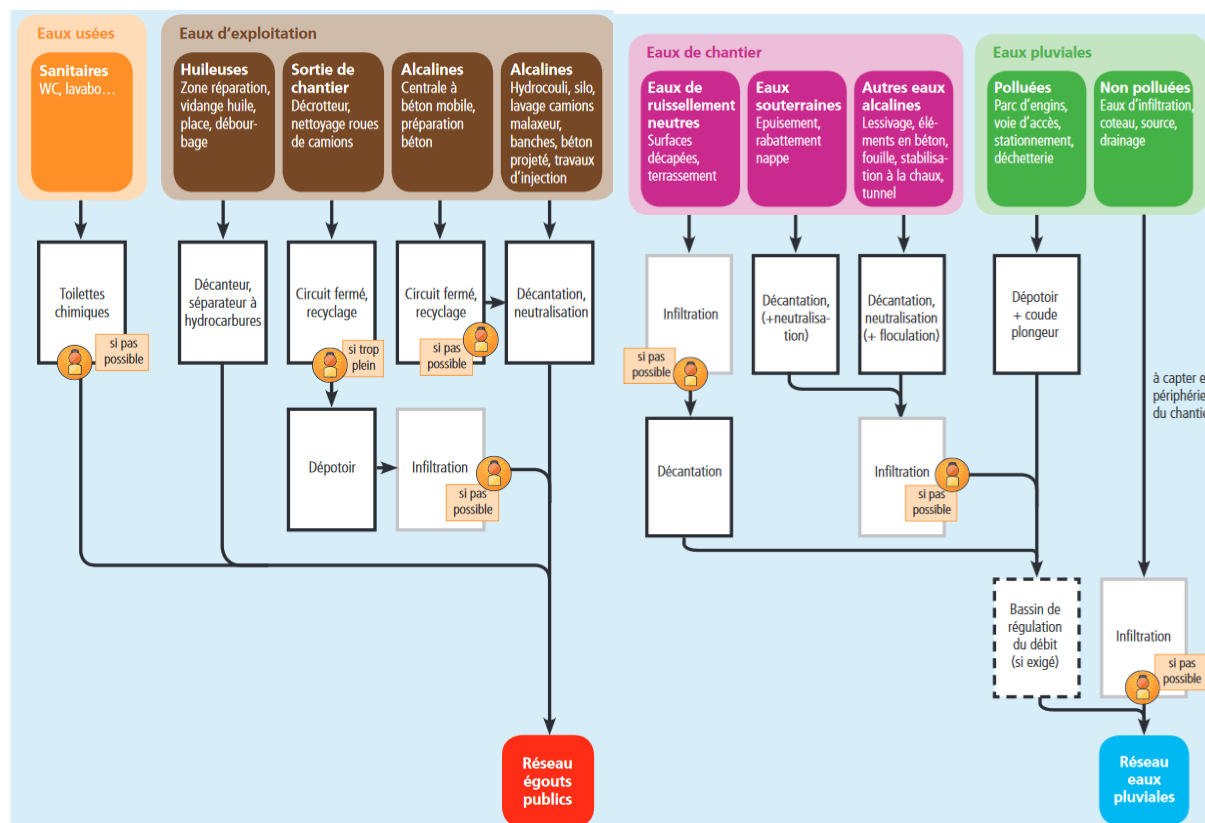 Eaux usées
Sanitaires
WC, lavabo…
Eaux d'exploitation
Huileuses
Zone réparation,
vidange huile,
place, débour-
bage
Sortie de
chantier
Décrotteur,
nettoyage roues
de camions
Alcalines
Centrale à
béton mobile,
préparation
béton
Alcalines
Hydrocouli, silo,
lavage camions
malaxeur,
banches, béton
projeté, travaux
d'injection
Eaux de chantier
Eaux de
ruissellement
neutres
Surfaces
décapées,
terrassement
Eaux
souterraines
Epuisement,
rabattement
nappe
Autres eaux
alcalines
Lessivage, élé-
ments en béton,
fouille, stabilis-
ation à la chaux,
tunnel
Eaux pluviales
Polluées
Parc d'engins,
voie d'accès,
stationnement,
déchetterie
Non polluées
Eaux d'infiltration,
coteau, source,
drainage
Toilettes
chimiques
si pas
possible
Décanteur,
séparateur à
hydrocarbures
Circuit fermé,
recyclage
si trop
plein
Circuit fermé,
recyclage
si pas
possible
Décantation,
neutralisation
Infiltration
si pas
possible
Décantation,
(+neutralisa-
tion)
Décantation,
neutralisation
(+ floculation)
Dépotoir
+ coude
plongeur
à capter e
périphérie
du chantie
Dépotoir
Infiltration
si pas
possible
Décantation
Infiltration
si pas
possible
Bassin de
régulation
du débit
(si exigé)
Infiltration
si pas
possible
Réseau
égouts
publics
Réseau
eaux
pluviales